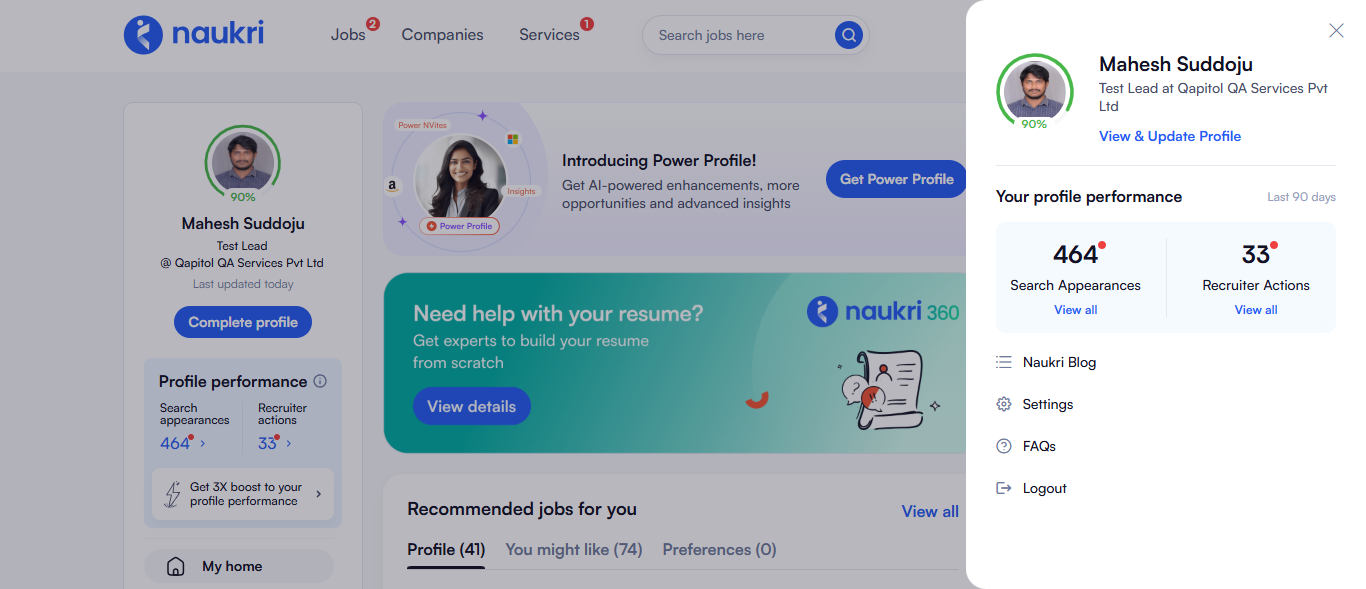 naukri
Jobs 2
Companies
Services 1
Search jobs here
90%
Mahesh Suddoju
Test Lead
@ Qapitol QA Services Pvt Ltd
Last updated today
Complete profile
Profile performance
Search
appearances
464
Recruiter
actions
33
Get 3X boost to your
profile performance
My home
Power NVites
a
Insights
Power Profile
Introducing Power Profile!
Get AI-powered enhancements, more
opportunities and advanced insights
Get Power Profile
Need help with your resume?
Get experts to build your resume
from scratch
View details
naukri 360
Recommended jobs for you
View all
Profile (41)
You might like (74)
Preferences (0)
90%
Mahesh Suddoju
Test Lead at Qapitol QA Services Pvt
Ltd
View & Update Profile
Your profile performance
Last 90 days
464
Search Appearances
View all
33
Recruiter Actions
View all
Naukri Blog
Settings
FAQs
Logout